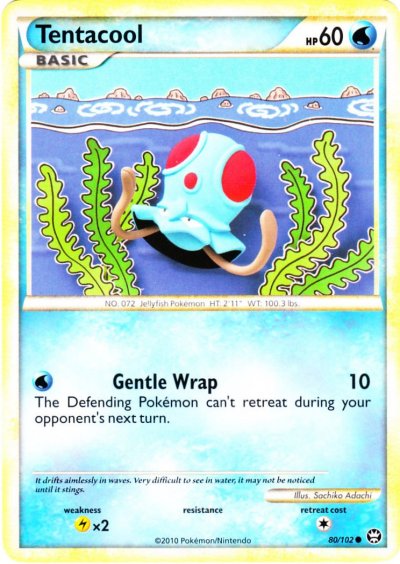 Tentacool
HP 60
BASIC
NO. 072 Jellyfish Pokémon HT: 2'11" WT: 100.3 lbs.
Gentle Wrap 10
The Defending Pokémon can't retreat during your
opponent's next turn.
It drifts aimlessly in waves. Very difficult to see in water, it may not be noticed
until it stings.
Illus. Sachiko Adachi
weakness resistance retreat cost
×2
©2010 Pokémon/Nintendo
80/102